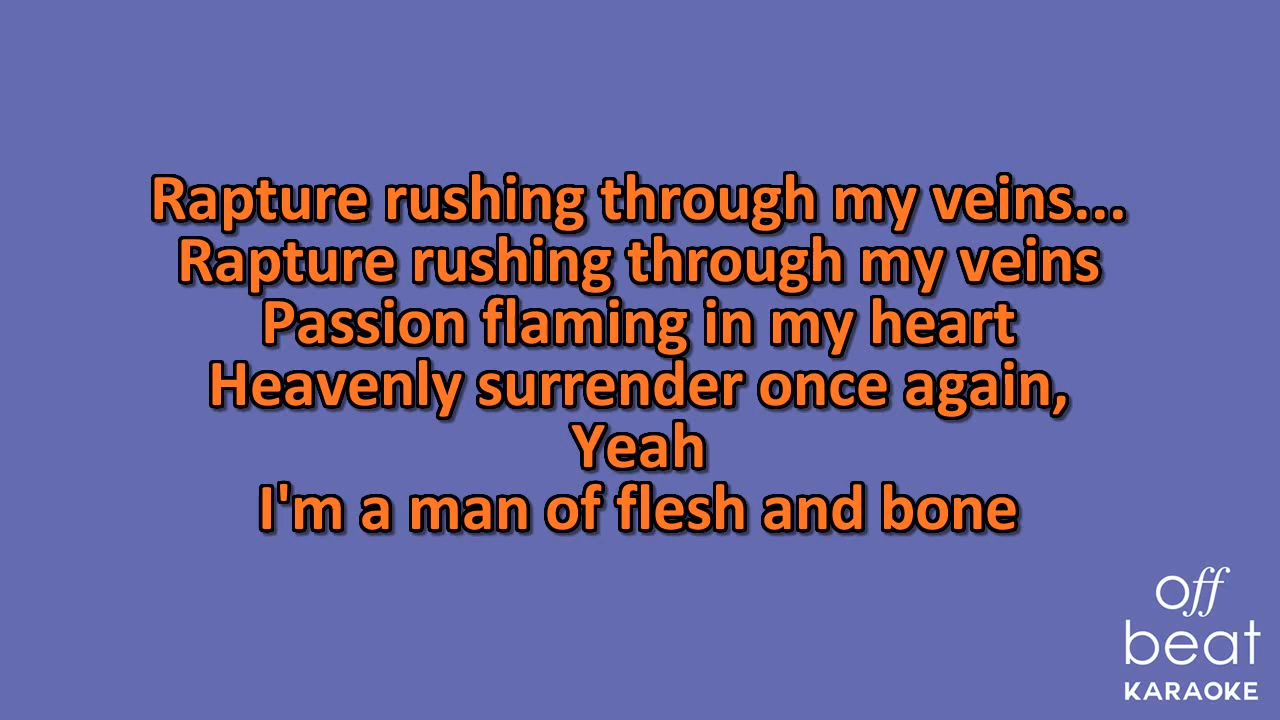 Rapture rushing through my veins...
Rapture rushing through my veins
Passion flaming in my heart
Heavenly surrender once again,
Yeah
I'm a man of flesh and bone
off
beat
KARAOKE